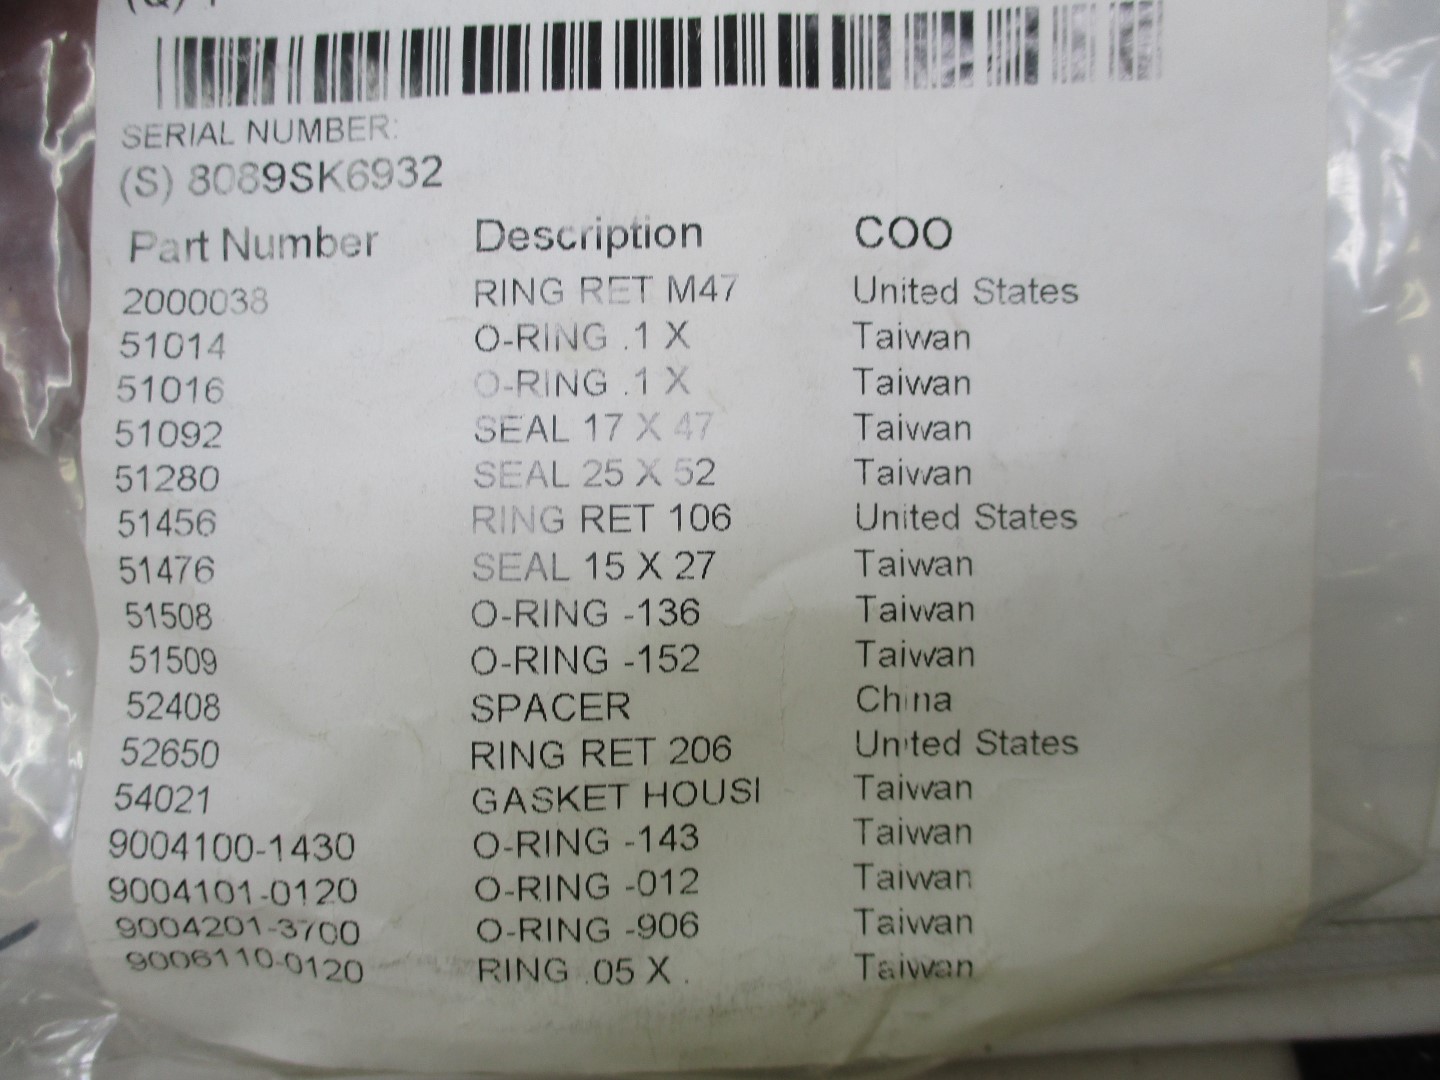 SERIAL NUMBER:
(S) 8089SK6932
Part Number Description COO
2000038 RING RET M47 United States
51014 O-RING .1 X Taiwan
51016 O-RING .1 X Taiwan
51092 SEAL 17 X 47 Taiwan
51280 SEAL 25 X 52 Taiwan
51456 RING RET 106 United States
51476 SEAL 15 X 27 Taiwan
51508 O-RING -136 Taiwan
51509 O-RING -152 Taiwan
52408 SPACER China
52650 RING RET 206 United States
54021 GASKET HOUSI Taiwan
9004100-1430 O-RING -143 Taiwan
9004101-0120 O-RING -012 Taiwan
9004201-3700 O-RING -906 Taiwan
9006110-0120 RING .05 X . Taiwan